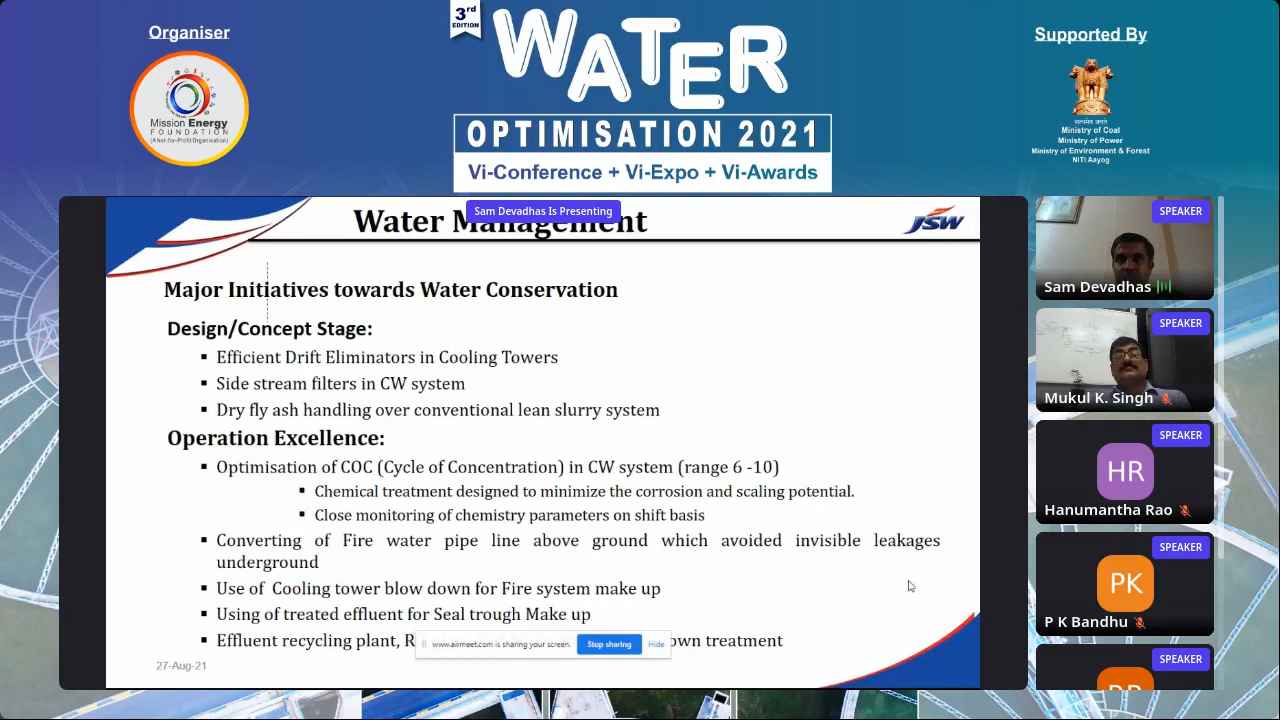 Organiser
Mission Energy
FOUNDATION
(A Not-for-Profit Organisation)
3rd
EDITION
WATER
OPTIMISATION 2021
Vi-Conference + Vi-Expo + Vi-Awards
Supported By
सत्यमेव जयते
Ministry of Coal
Ministry of Power
Ministry of Environment & Forest
NITI Aayog
Sam Devadhas Is Presenting
Water Management
JSW
Major Initiatives towards Water Conservation
Design/Concept Stage:
▪ Efficient Drift Eliminators in Cooling Towers
▪ Side stream filters in CW system
▪ Dry fly ash handling over conventional lean slurry system
Operation Excellence:
▪ Optimisation of COC (Cycle of Concentration) in CW system (range 6 -10)
▪ Chemical treatment designed to minimize the corrosion and scaling potential.
▪ Close monitoring of chemistry parameters on shift basis
▪ Converting of Fire water pipe line above ground which avoided invisible leakages
underground
▪ Use of Cooling tower blow down for Fire system make up
▪ Using of treated effluent for Seal trough Make up
▪ Effluent recycling plant, R own treatment
www.airmeet.com is sharing your screen. Stop sharing Hide
27-Aug-21
SPEAKER
Sam Devadhas
SPEAKER
Mukul K. Singh
SPEAKER
HR
Hanumantha Rao
SPEAKER
PK
P K Bandhu
SPEAKER